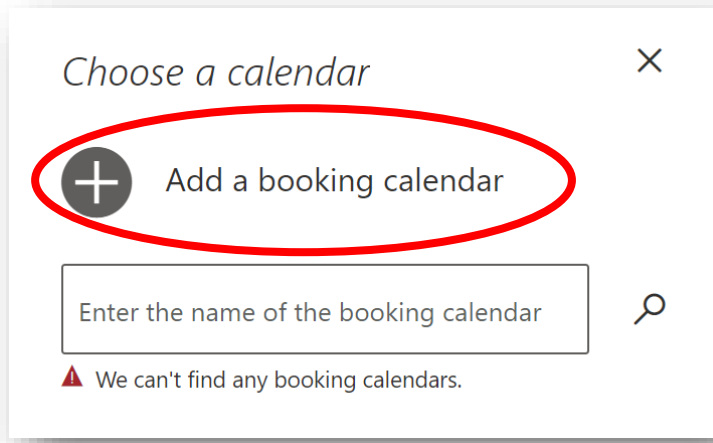 Choose a calendar
Add a booking calendar
Enter the name of the booking calendar
We can't find any booking calendars.